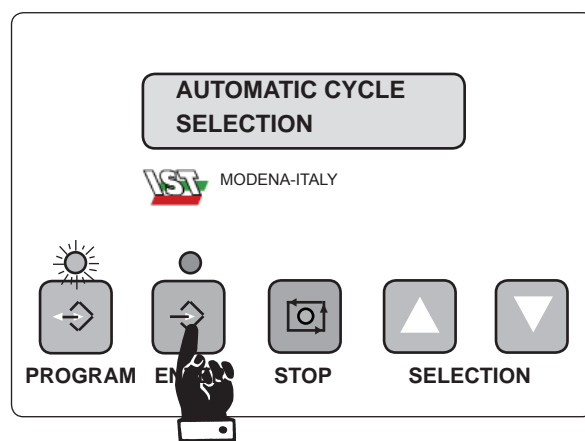 AUTOMATIC CYCLE
SELECTION
IST MODENA-ITALY
PROGRAM STOP SELECTION